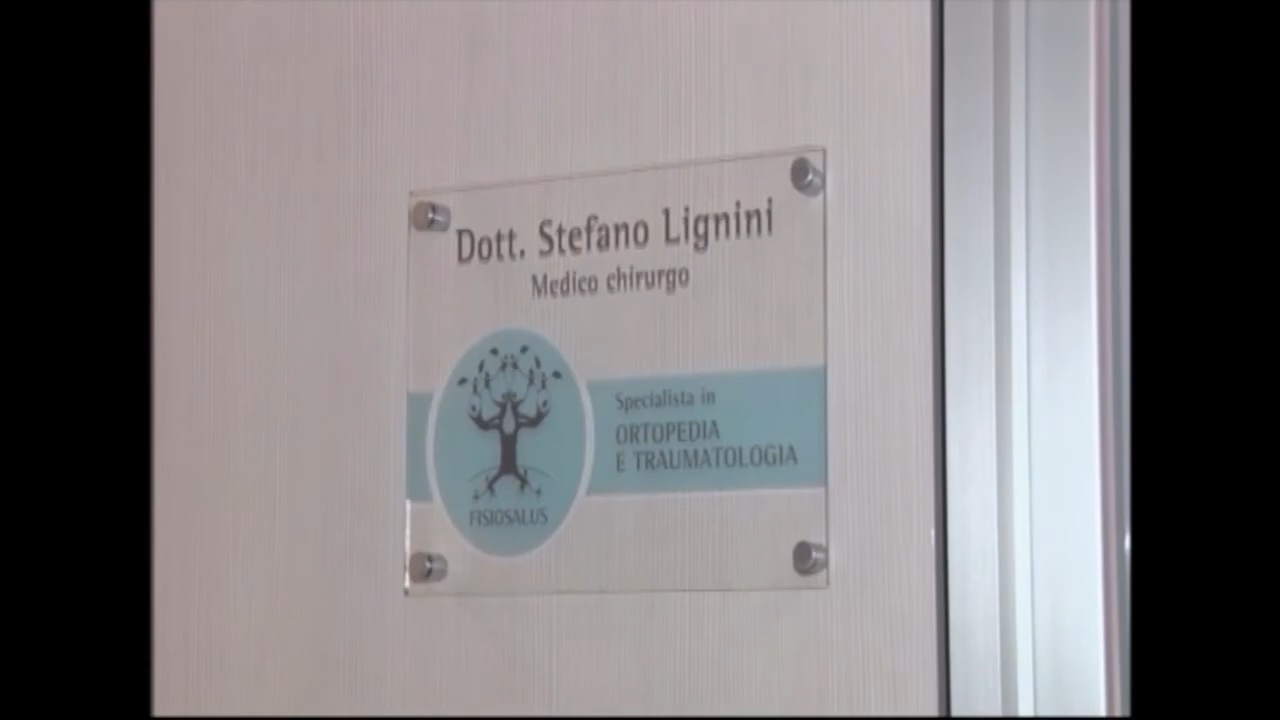 Dott. Stefano Lignini
Medico chirurgo
Specialista in
ORTOPEDIA
E TRAUMATOLOGIA
FISIOSALUS